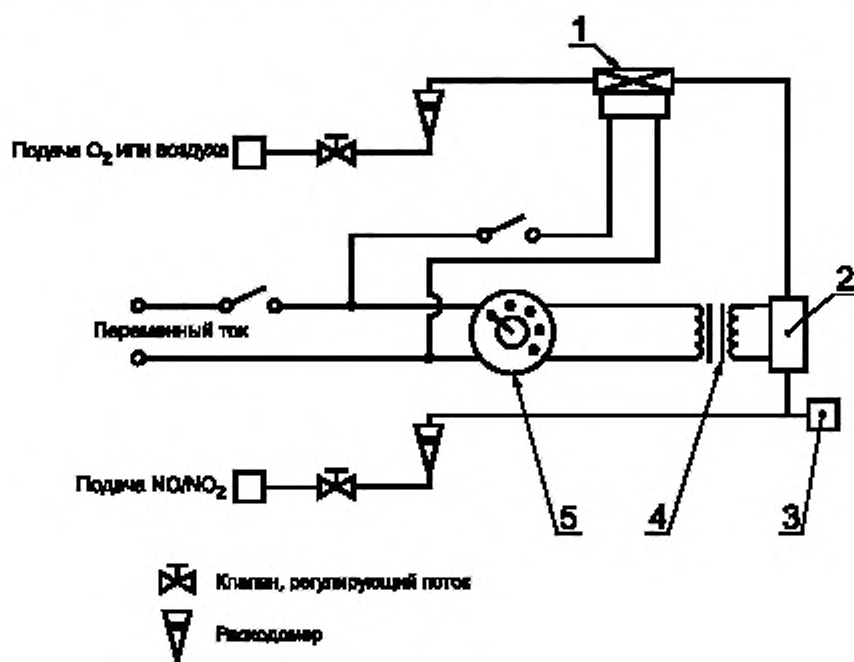 1
Подача O₂ или воздуха
2
Переменный ток
Подача NO/NO₂
5
4
3
Клапан, регулирующий поток
Расходомер